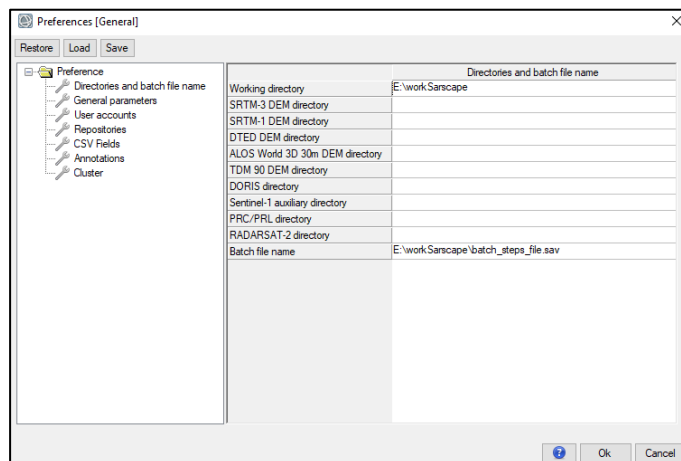 Preferences [General]
Restore Load Save
Preference
Directories and batch file name
General parameters
User accounts
Repositories
CSV Fields
Annotations
Cluster
Directories and batch file name
Working directory E:\workSarscape
SRTM-3 DEM directory
SRTM-1 DEM directory
DTED DEM directory
ALOS World 3D 30m DEM directory
TDM 90 DEM directory
DORIS directory
Sentinel-1 auxiliary directory
PRC/PRL directory
RADARSAT-2 directory
Batch file name E:\workSarscape\batch_steps_file.sav
? Ok Cancel